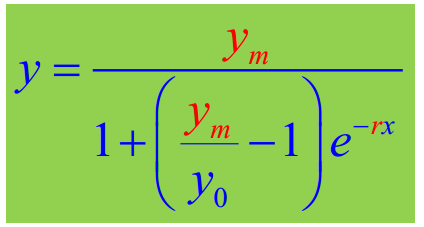 y = y_m / (1 + (y_m / y_0 − 1) e^{−rx})